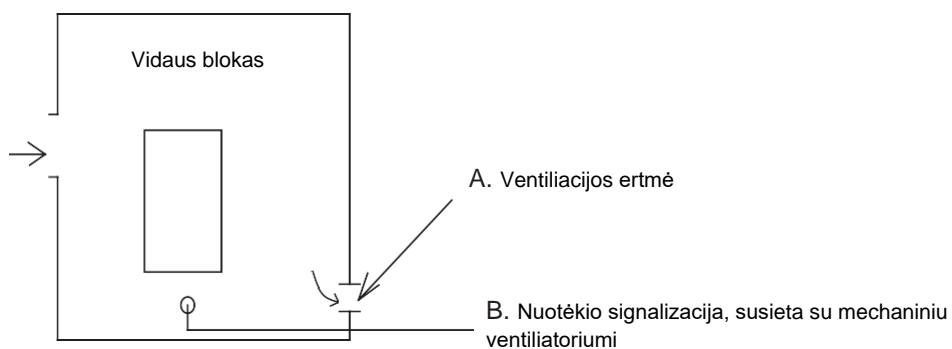 Vidaus blokas
A. Ventiliacijos ertmė
B. Nuotėkio signalizacija, susieta su mechaniniu
ventiliatoriumi